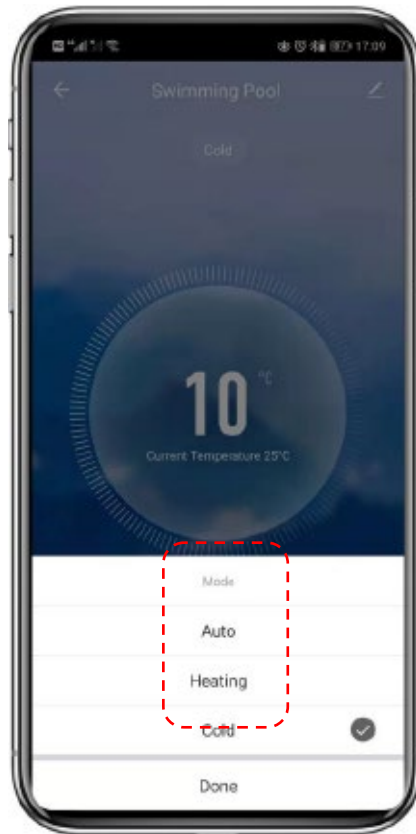 17:09
Swimming Pool
Cold
10 °C
Current Temperature 25°C
Mode
Auto
Heating
Cold
Done